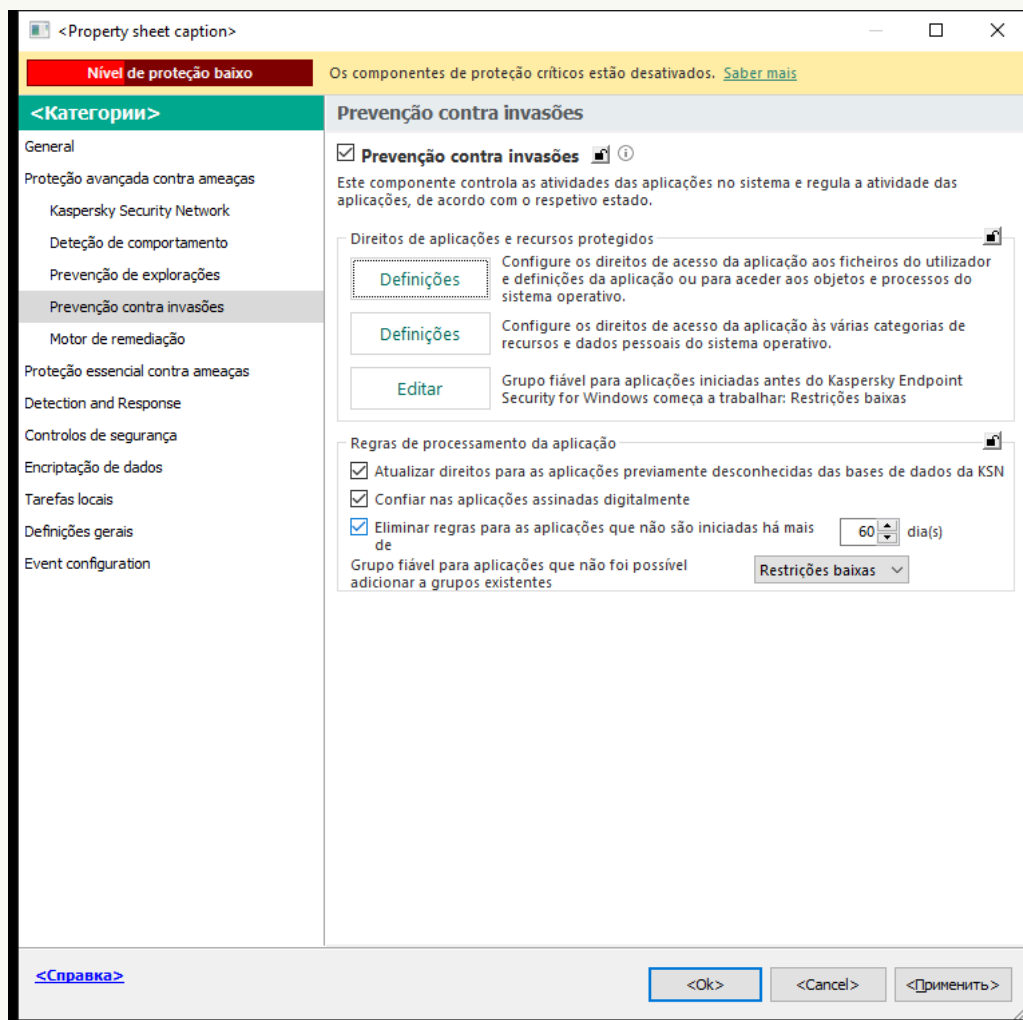 <Property sheet caption>
Nível de proteção baixo
Os componentes de proteção críticos estão desativados. Saber mais
<Категории>
General
Proteção avançada contra ameaças
Kaspersky Security Network
Deteção de comportamento
Prevenção de explorações
Prevenção contra invasões
Motor de remediação
Proteção essencial contra ameaças
Detection and Response
Controlos de segurança
Encriptação de dados
Tarefas locais
Definições gerais
Event configuration
Prevenção contra invasões
Prevenção contra invasões
Este componente controla as atividades das aplicações no sistema e regula a atividade das
aplicações, de acordo com o respetivo estado.
Direitos de aplicações e recursos protegidos
Definições
Configure os direitos de acesso da aplicação aos ficheiros do utilizador
e definições da aplicação ou para aceder aos objetos e processos do
sistema operativo.
Definições
Configure os direitos de acesso da aplicação às várias categorias de
recursos e dados pessoais do sistema operativo.
Editar
Grupo fiável para aplicações iniciadas antes do Kaspersky Endpoint
Security for Windows começa a trabalhar: Restrições baixas
Regras de processamento da aplicação
Atualizar direitos para as aplicações previamente desconhecidas das bases de dados da KSN
Confiar nas aplicações assinadas digitalmente
Eliminar regras para as aplicações que não são iniciadas há mais
de
60 dia(s)
Grupo fiável para aplicações que não foi possível
adicionar a grupos existentes
Restrições baixas
<Справка>
<Ok>
<Cancel>
<Применить>